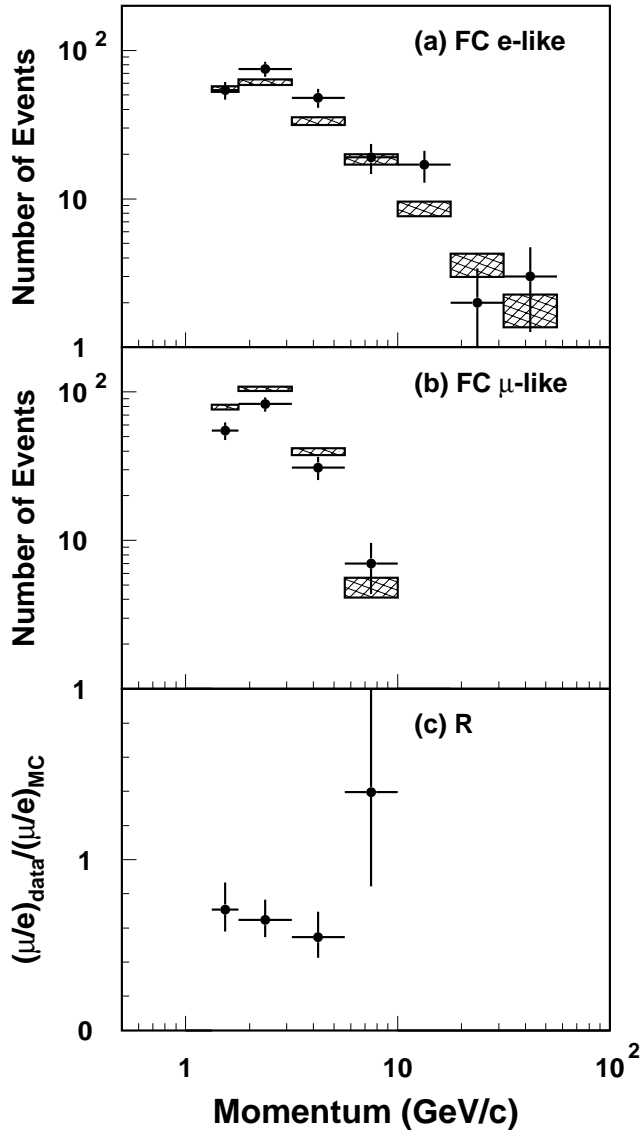 (a) FC e-like
10 2
10
1
Number of Events
(b) FC μ-like
10 2
10
1
Number of Events
(c) R
1
0
(μ/e)data/(μ/e)MC
1 10 10 2
Momentum (GeV/c)